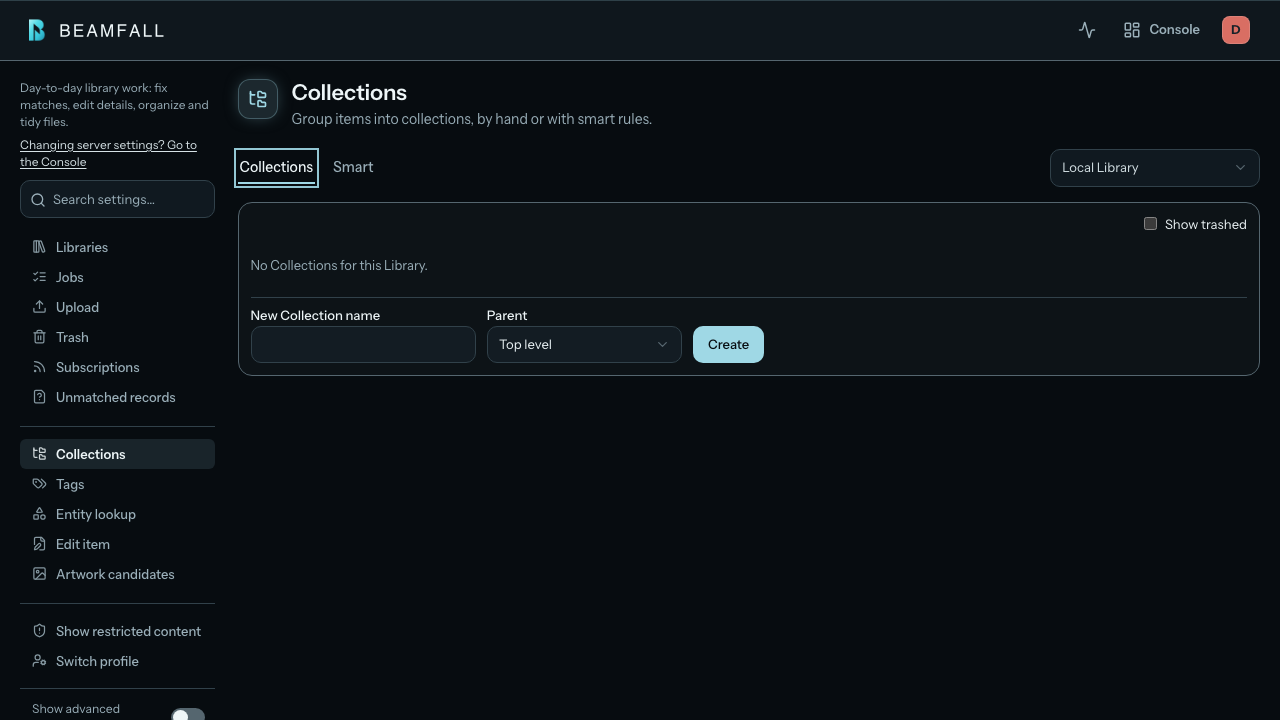 BEAMFALL
Console
D
Day-to-day library work: fix
matches, edit details, organize and
tidy files.
Changing server settings? Go to
the Console
Search settings...
Libraries
Jobs
Upload
Trash
Subscriptions
Unmatched records
Collections
Tags
Entity lookup
Edit item
Artwork candidates
Show restricted content
Switch profile
Show advanced
Collections
Group items into collections, by hand or with smart rules.
Collections
Smart
Local Library
Show trashed
No Collections for this Library.
New Collection name
Parent
Top level
Create